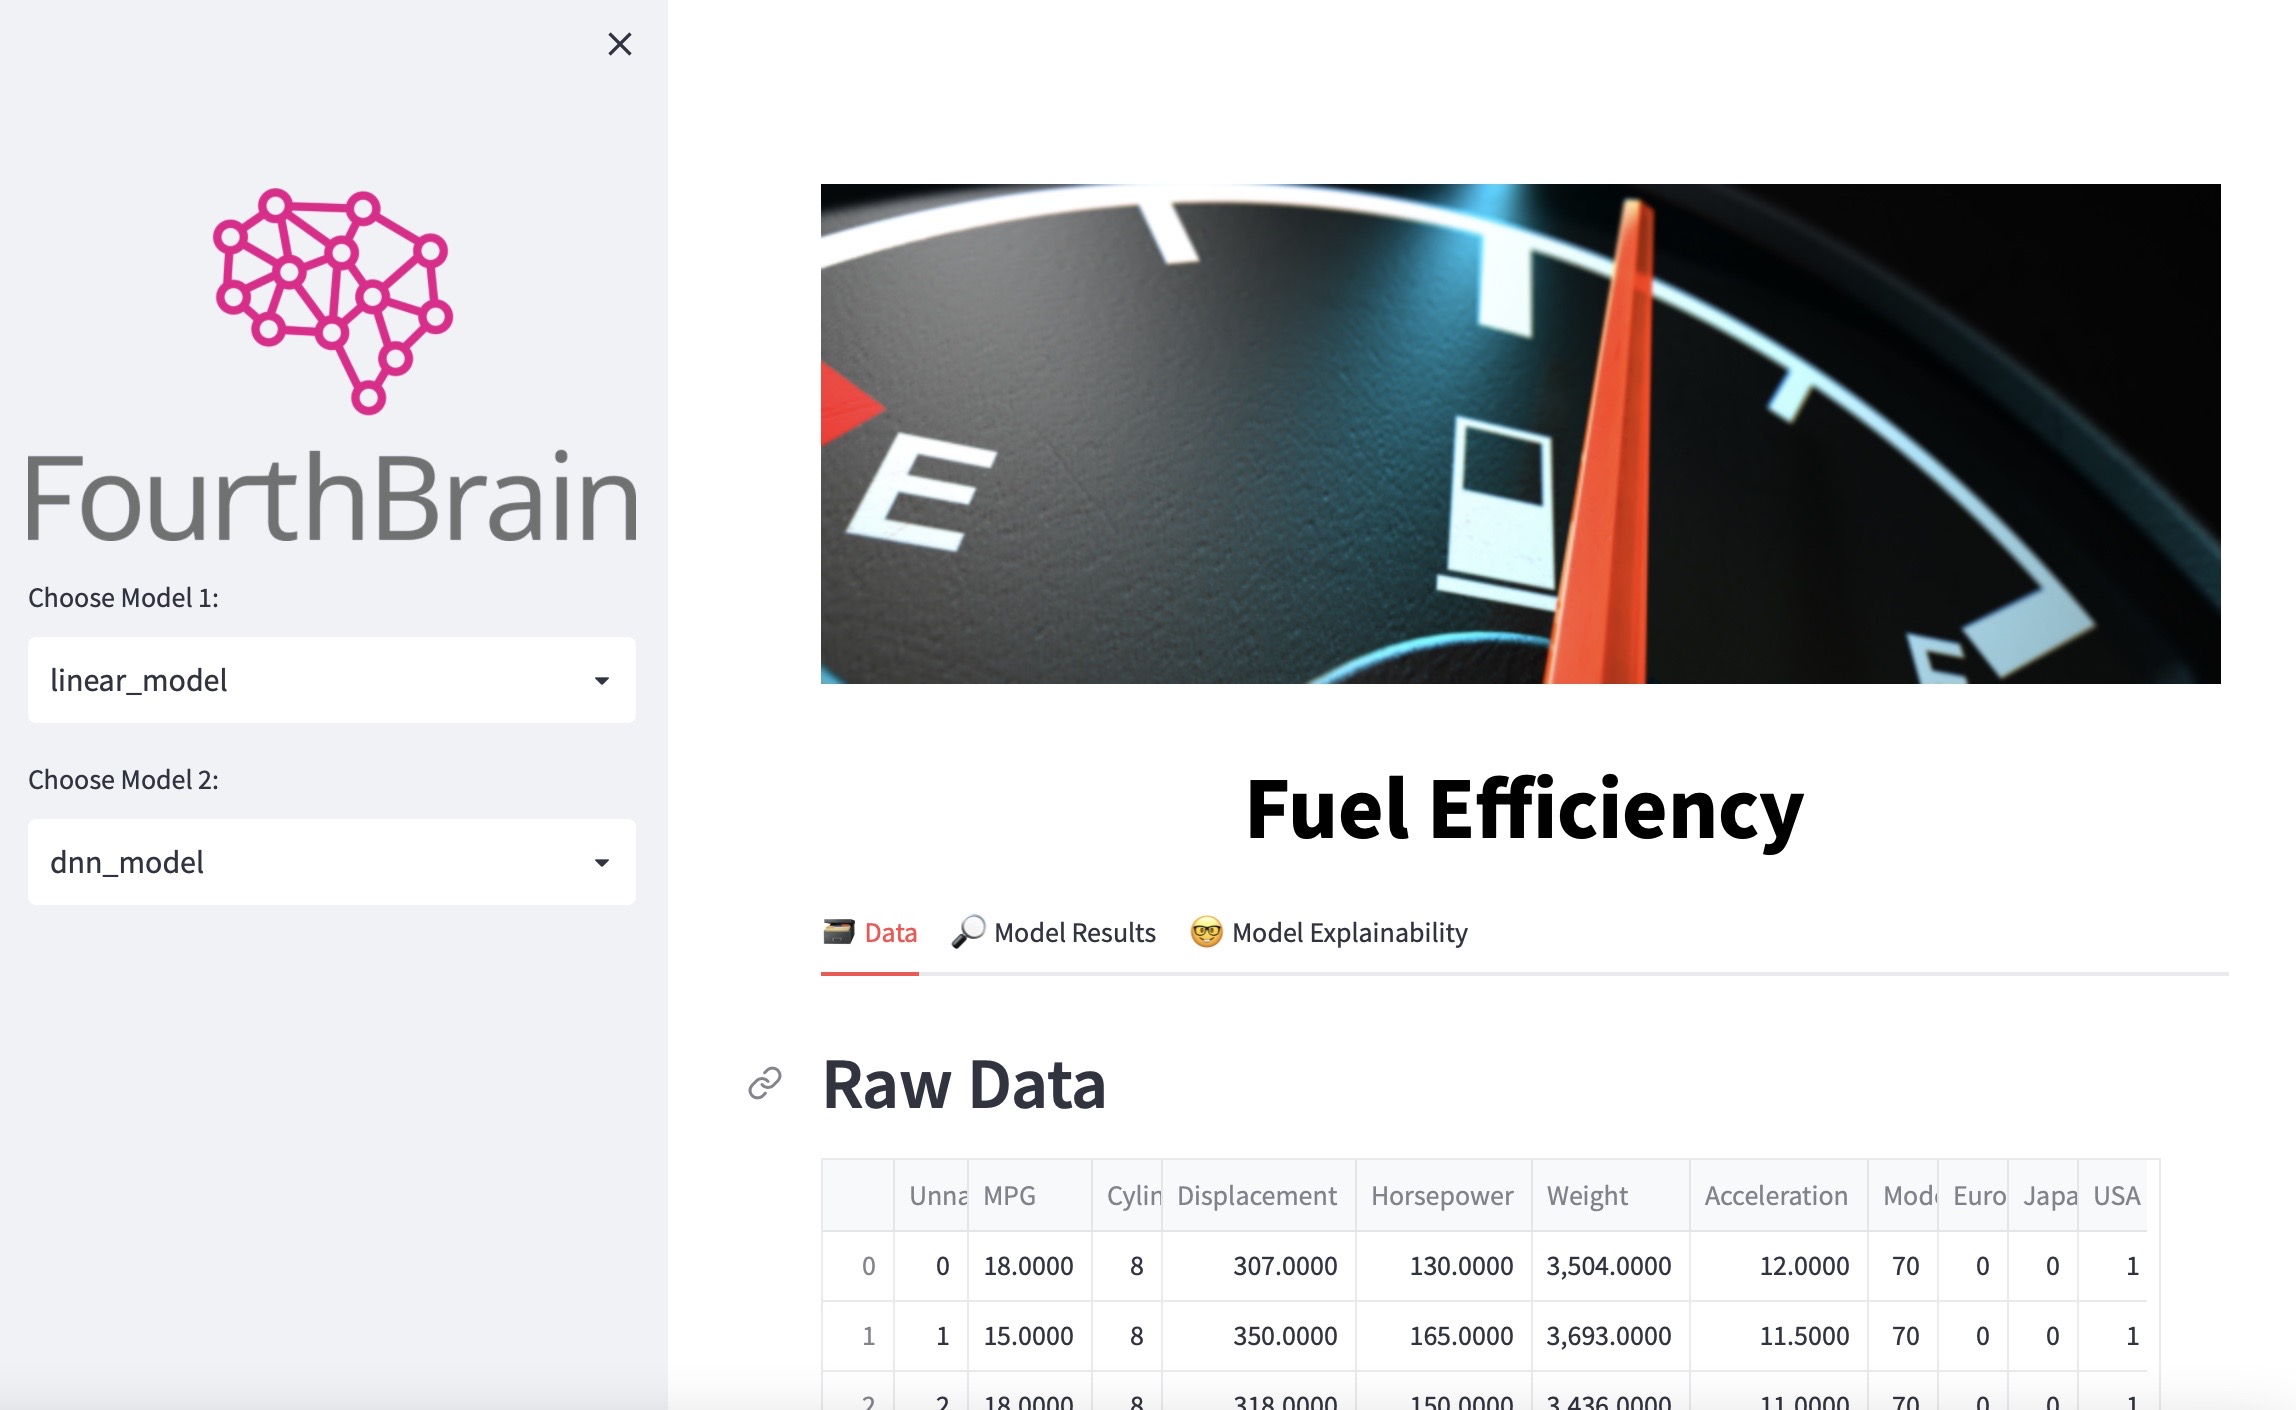 FourthBrain
Choose Model 1:
linear_model
Choose Model 2:
dnn_model
E
Fuel Efficiency
Data Model Results Model Explainability
Raw Data
Unna MPG Cylin Displacement Horsepower Weight Acceleration Mode Euro Japa USA
0 0 18.0000 8 307.0000 130.0000 3,504.0000 12.0000 70 0 0 1
1 1 15.0000 8 350.0000 165.0000 3,693.0000 11.5000 70 0 0 1
2 2 18.0000 8 318.0000 150.0000 3,436.0000 11.0000 70 0 0 1